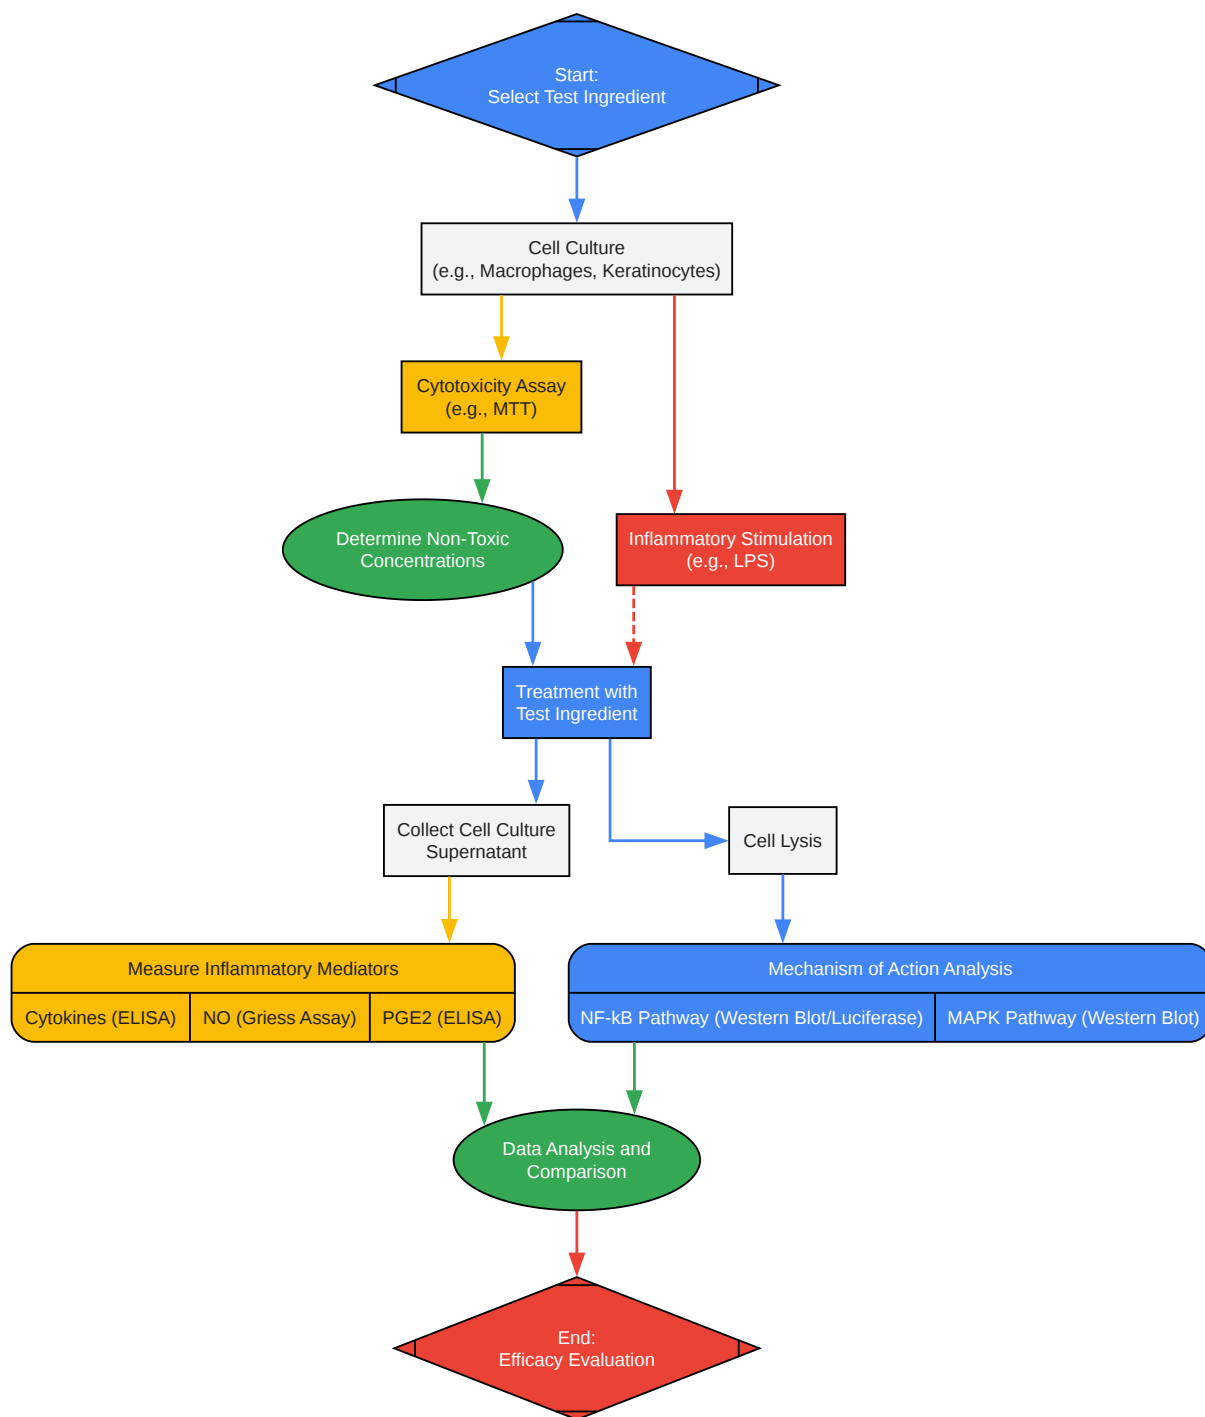 Start:
Select Test Ingredient
Cell Culture
(e.g., Macrophages, Keratinocytes)
Cytotoxicity Assay
(e.g., MTT)
Determine Non-Toxic
Concentrations
Inflammatory Stimulation
(e.g., LPS)
Treatment with
Test Ingredient
Collect Cell Culture
Supernatant
Cell Lysis
Measure Inflammatory Mediators
Cytokines (ELISA)
NO (Griess Assay)
PGE2 (ELISA)
Mechanism of Action Analysis
NF-kB Pathway (Western Blot/Luciferase)
MAPK Pathway (Western Blot)
Data Analysis and
Comparison
End:
Efficacy Evaluation